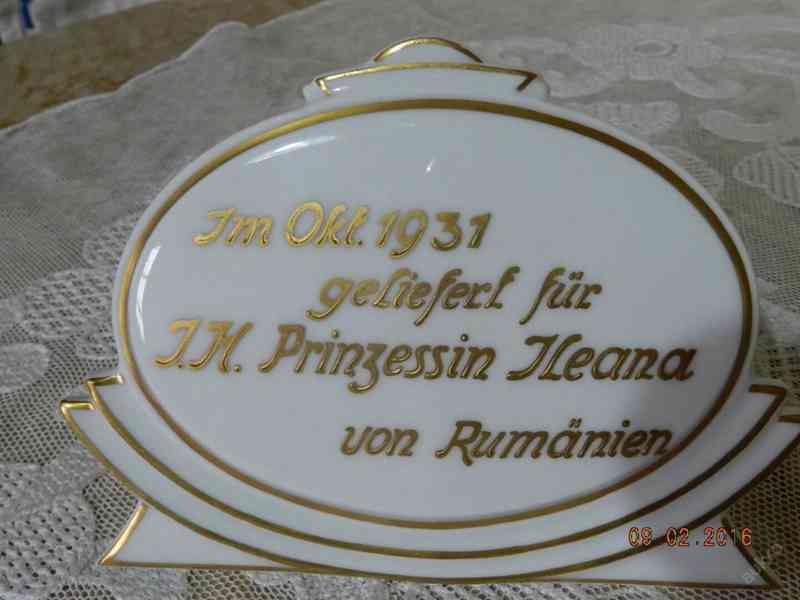 Im Okt. 1931
geliefert für
I.H. Prinzessin Ileana
von Rumänien
09.02.2016